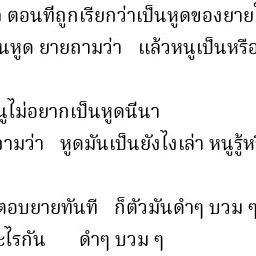 ตอนที่ถูกเรียกว่าเป็นหูดของยาย
นหูด ยายถามว่า แล้วหนูเป็นหรือ
ไม่อยากเป็นหูดนี่นา
ถามว่า หูดมันเป็นยังไงเล่า หนูรู้
ตอบยายทันที ก็ตัวมันดำๆ บวม ๆ
อะไรกัน ดำๆ บวม ๆ